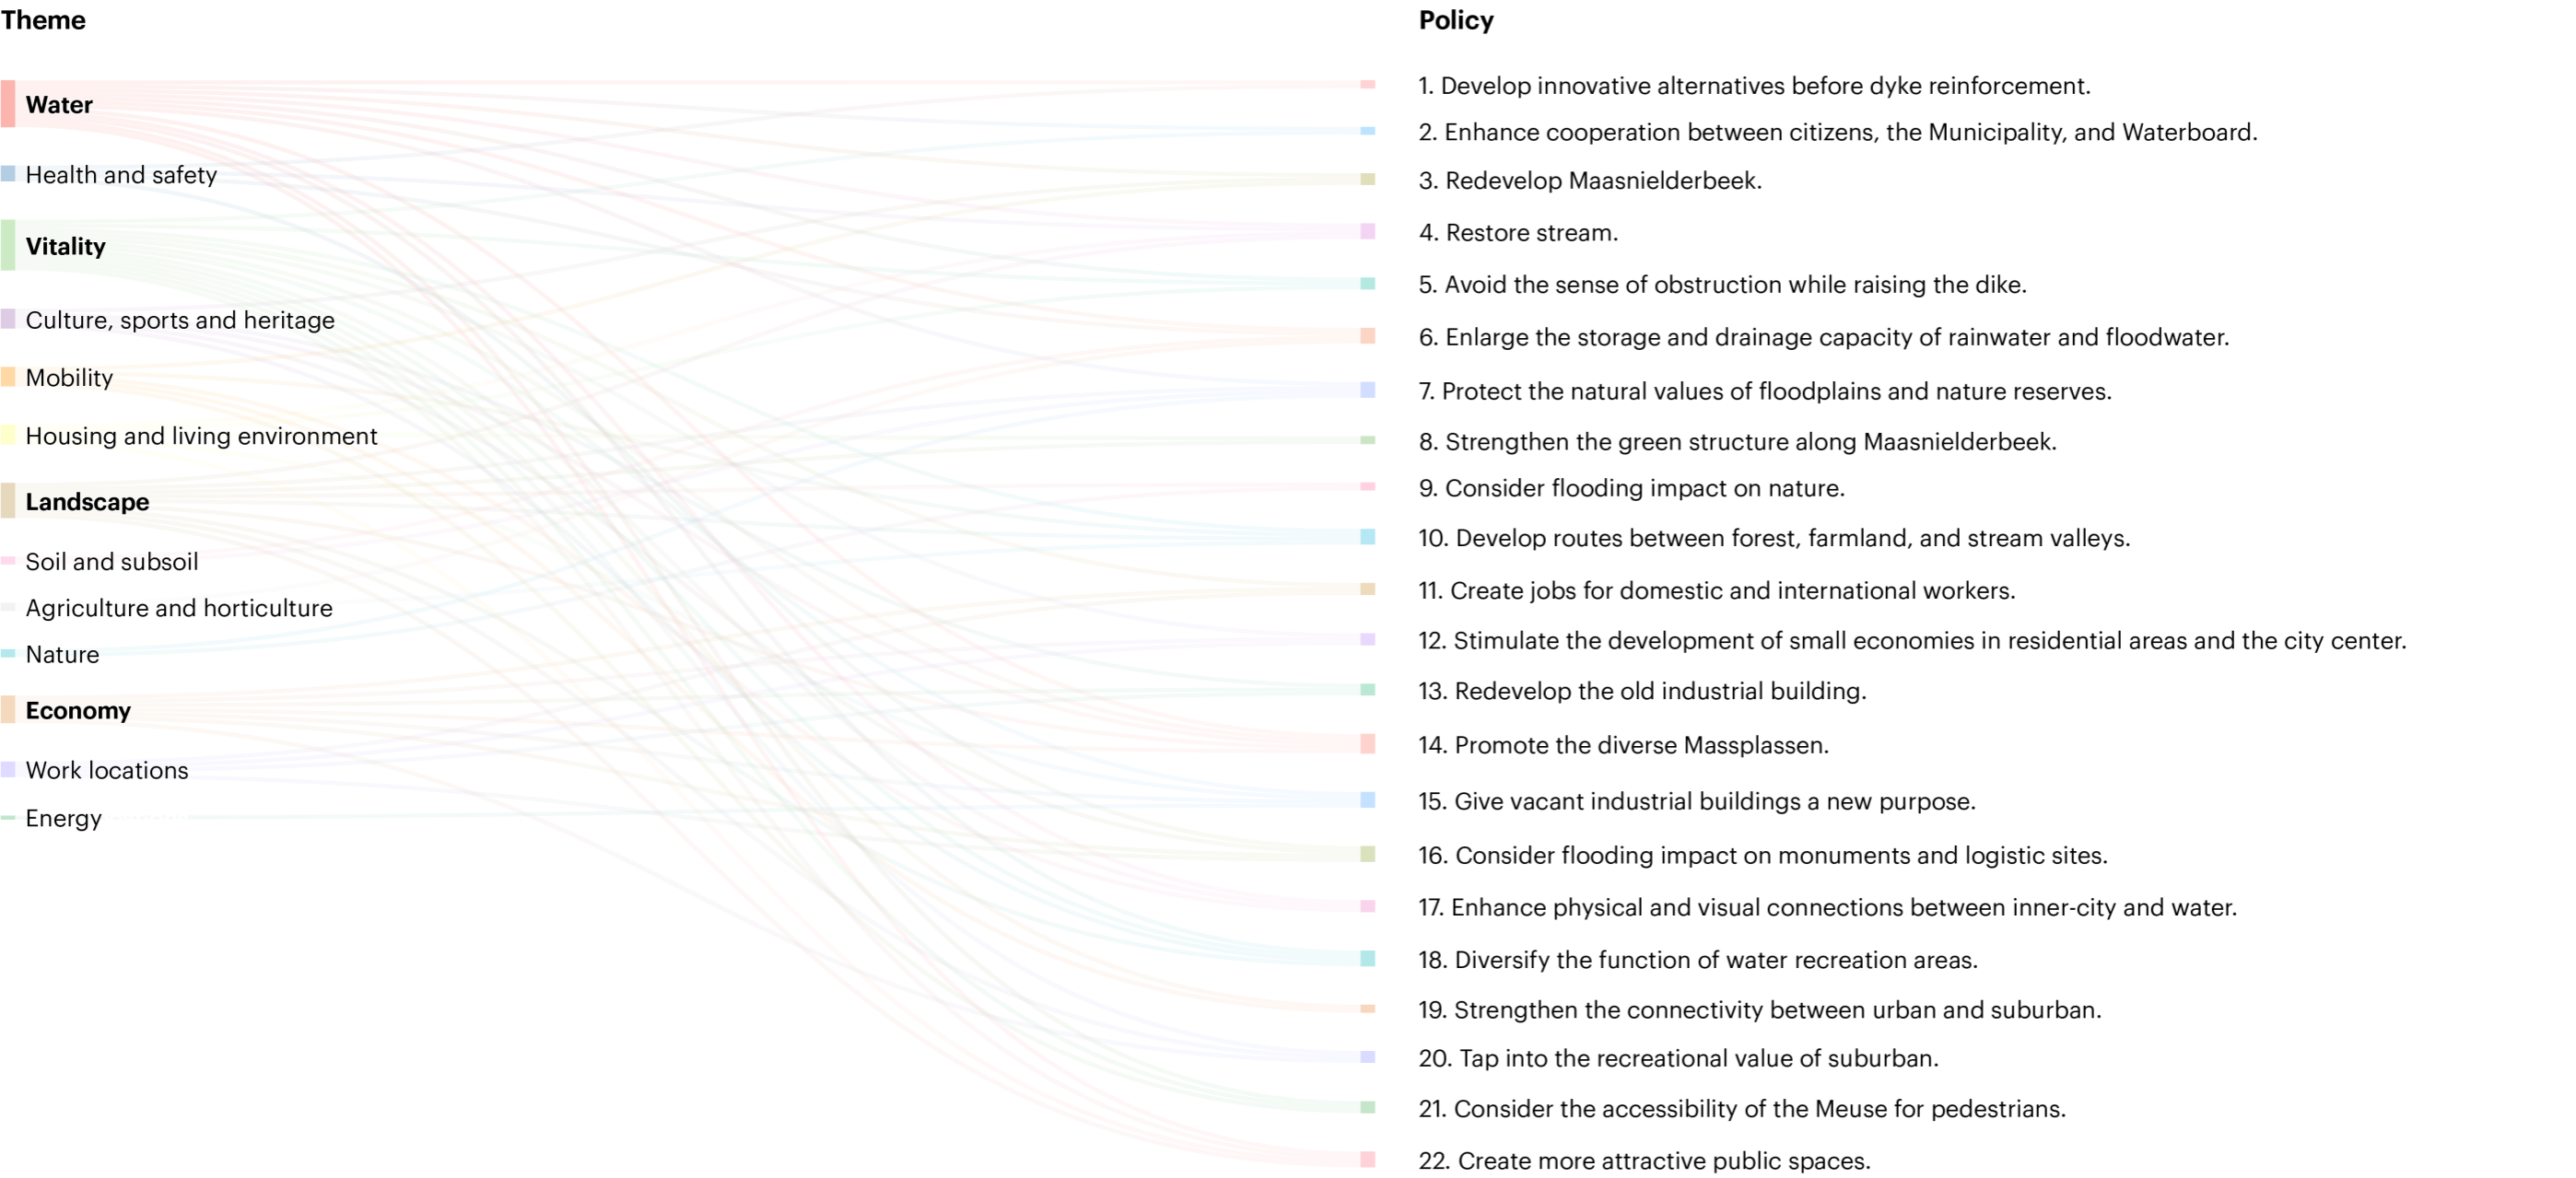 Theme
Water
Health and safety
Vitality
Culture, sports and heritage
Mobility
Housing and living environment
Landscape
Soil and subsoil
Agriculture and horticulture
Nature
Economy
Work locations
Energy
Policy
1. Develop innovative alternatives before dyke reinforcement.
2. Enhance cooperation between citizens, the Municipality, and Waterboard.
3. Redevelop Maasnielderbeek.
4. Restore stream.
5. Avoid the sense of obstruction while raising the dike.
6. Enlarge the storage and drainage capacity of rainwater and floodwater.
7. Protect the natural values of floodplains and nature reserves.
8. Strengthen the green structure along Maasnielderbeek.
9. Consider flooding impact on nature.
10. Develop routes between forest, farmland, and stream valleys.
11. Create jobs for domestic and international workers.
12. Stimulate the development of small economies in residential areas and the city center.
13. Redevelop the old industrial building.
14. Promote the diverse Massplassen.
15. Give vacant industrial buildings a new purpose.
16. Consider flooding impact on monuments and logistic sites.
17. Enhance physical and visual connections between inner-city and water.
18. Diversify the function of water recreation areas.
19. Strengthen the connectivity between urban and suburban.
20. Tap into the recreational value of suburban.
21. Consider the accessibility of the Meuse for pedestrians.
22. Create more attractive public spaces.